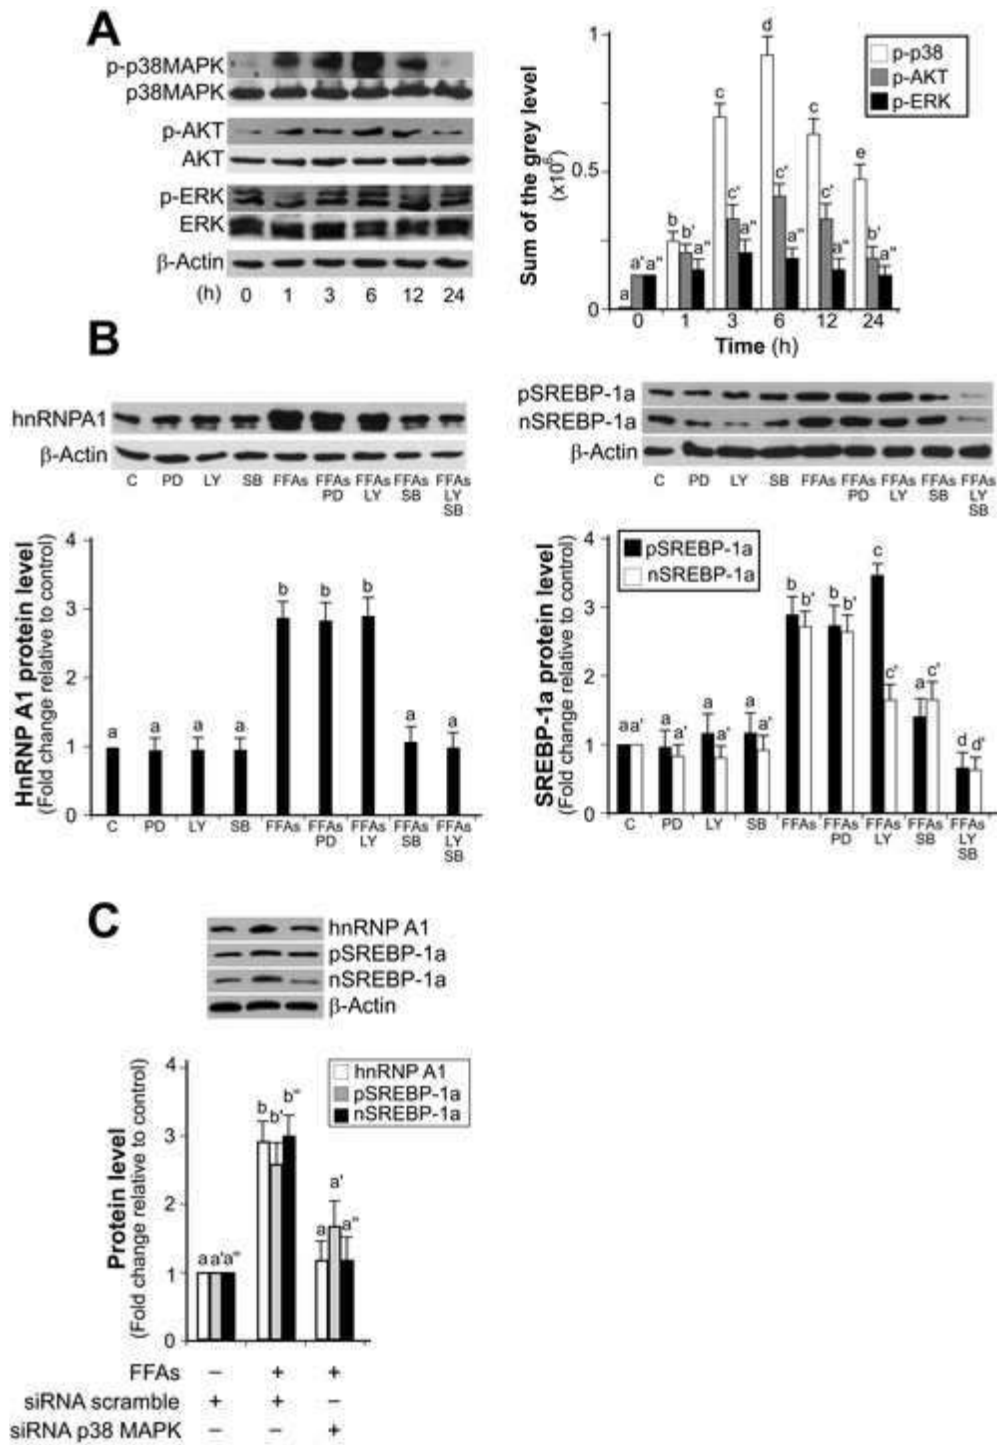 A
p-p38MAPK
p38MAPK
p-AKT
AKT
p-ERK
ERK
β-Actin
(h) 0 1 3 6 12 24
Sum of the grey level
(x10⁶)
1
0.5
0
p-p38
p-AKT
p-ERK
a a' a"
b b' a"
c c' a"
d c' a"
c c' a"
e b' a"
0 1 3 6 12 24
Time (h)
B
hnRNPA1
β-Actin
C PD LY SB FFAs FFAs FFAs FFAs FFAs
PD LY SB LY
SB
HnRNP A1 protein level
(Fold change relative to control)
4
3
2
1
0
a a a a b b b a a
C PD LY SB FFAs FFAs FFAs FFAs FFAs
PD LY SB LY
SB
pSREBP-1a
nSREBP-1a
β-Actin
C PD LY SB FFAs FFAs FFAs FFAs FFAs
PD LY SB LY
SB
SREBP-1a protein level
(Fold change relative to control)
4
3
2
1
0
pSREBP-1a
nSREBP-1a
a a' a a' a a' a a' b b' b b' c c' a c' d d'
C PD LY SB FFAs FFAs FFAs FFAs FFAs
PD LY SB LY
SB
C
hnRNP A1
pSREBP-1a
nSREBP-1a
β-Actin
Protein level
(Fold change relative to control)
4
3
2
1
0
hnRNP A1
pSREBP-1a
nSREBP-1a
a a' a"
b b' b"
a a' a"
FFAs – + +
siRNA scramble + + –
siRNA p38 MAPK – – +